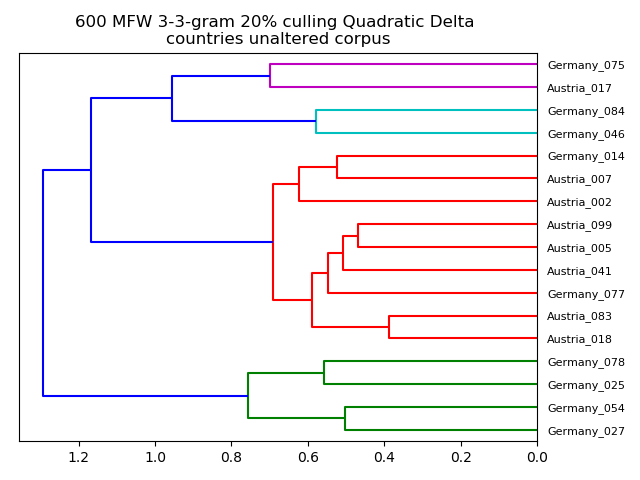 600 MFW 3-3-gram 20% culling Quadratic Delta
countries unaltered corpus
Germany_075
Austria_017
Germany_084
Germany_046
Germany_014
Austria_007
Austria_002
Austria_099
Austria_005
Austria_041
Germany_077
Austria_083
Austria_018
Germany_078
Germany_025
Germany_054
Germany_027
1.2 1.0 0.8 0.6 0.4 0.2 0.0